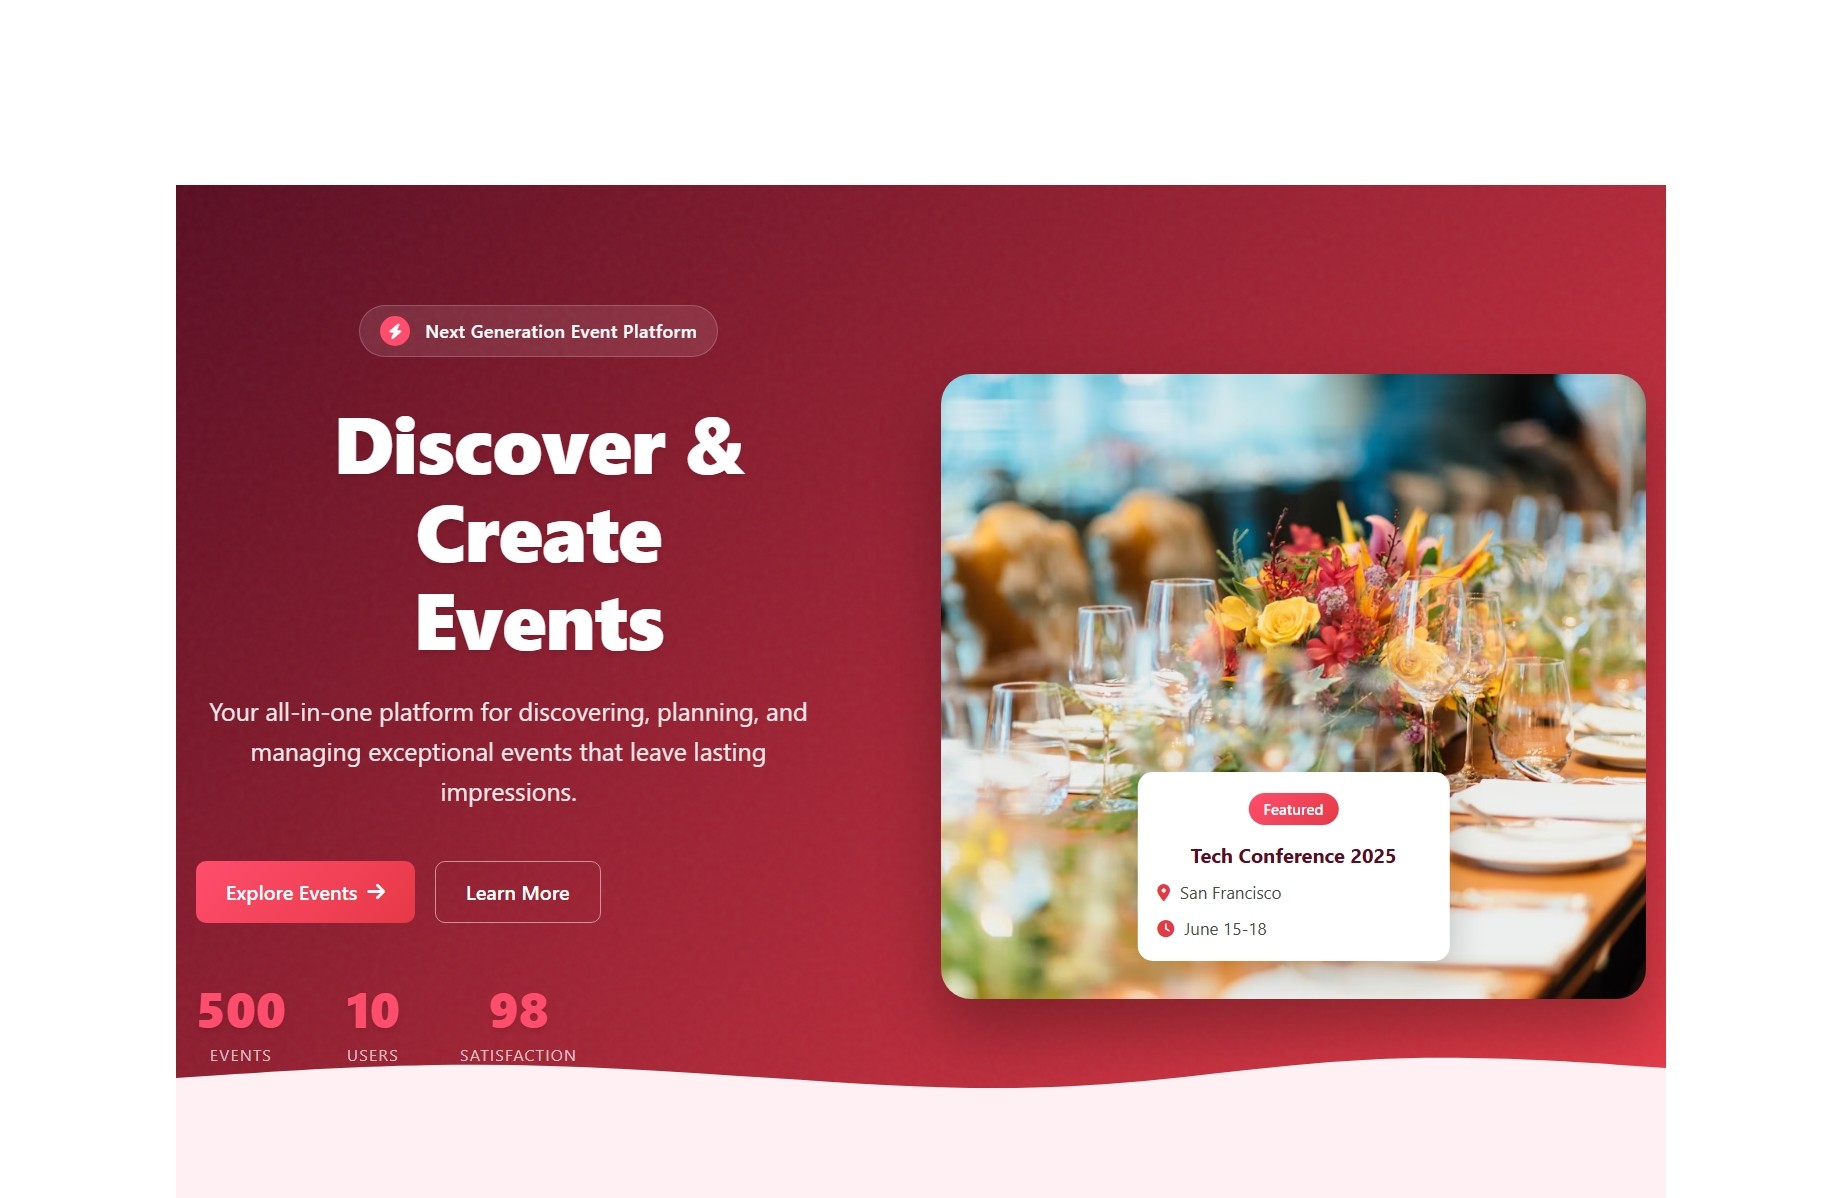 Next Generation Event Platform
Discover &
Create
Events
Your all-in-one platform for discovering, planning, and
managing exceptional events that leave lasting
impressions.
Explore Events
Learn More
500
EVENTS
10
USERS
98
SATISFACTION
Featured
Tech Conference 2025
San Francisco
June 15-18